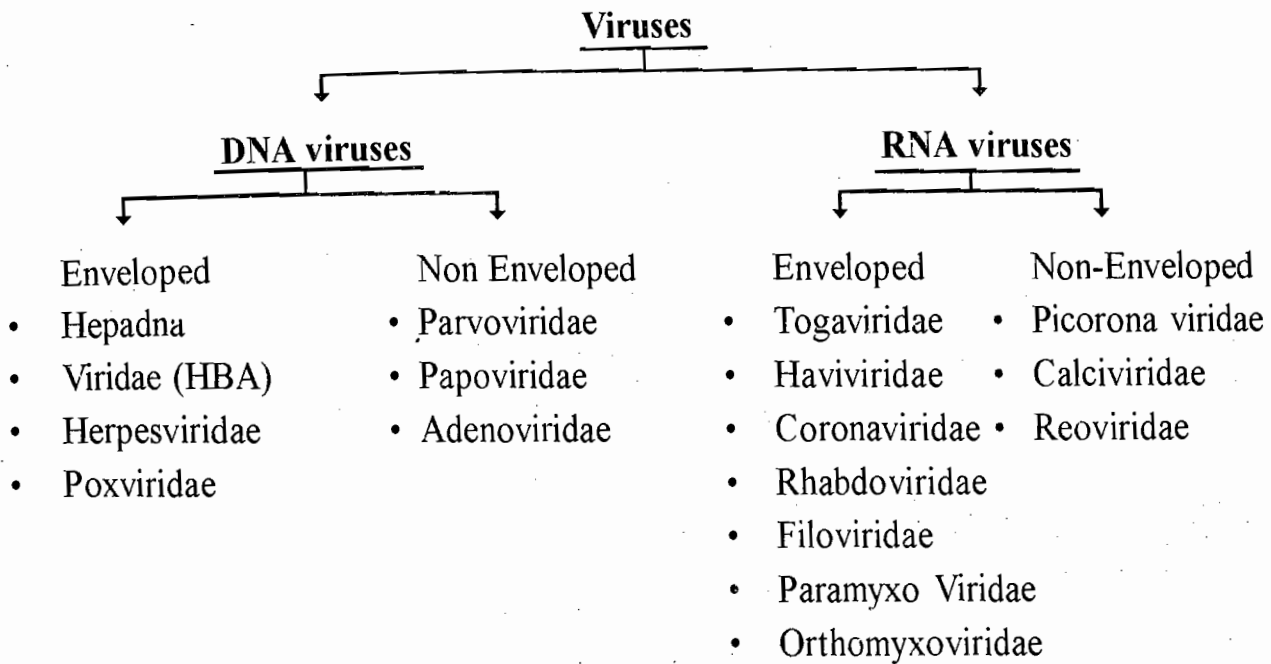 Viruses
DNA viruses
RNA viruses
Enveloped
• Hepadna
• Viridae (HBA)
• Herpesviridae
• Poxviridae
Non Enveloped
• Parvoviridae
• Papoviridae
• Adenoviridae
Enveloped
• Togaviridae
• Haviviridae
• Coronaviridae
• Rhabdoviridae
• Filoviridae
• Paramyxo Viridae
• Orthomyxoviridae
Non-Enveloped
• Picorona viridae
• Calciviridae
• Reoviridae